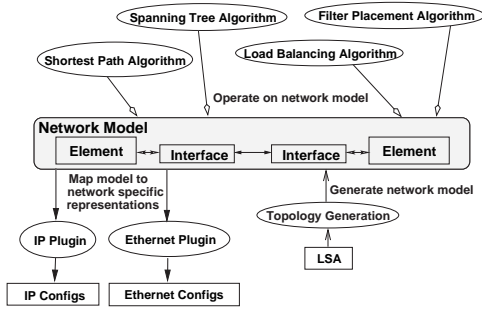 Spanning Tree Algorithm
Filter Placement Algorithm
Shortest Path Algorithm
Load Balancing Algorithm
Operate on network model
Network Model
Element
Interface
Interface
Element
Map model to
network specific
representations
Generate network model
Topology Generation
IP Plugin
Ethernet Plugin
LSA
IP Configs
Ethernet Configs